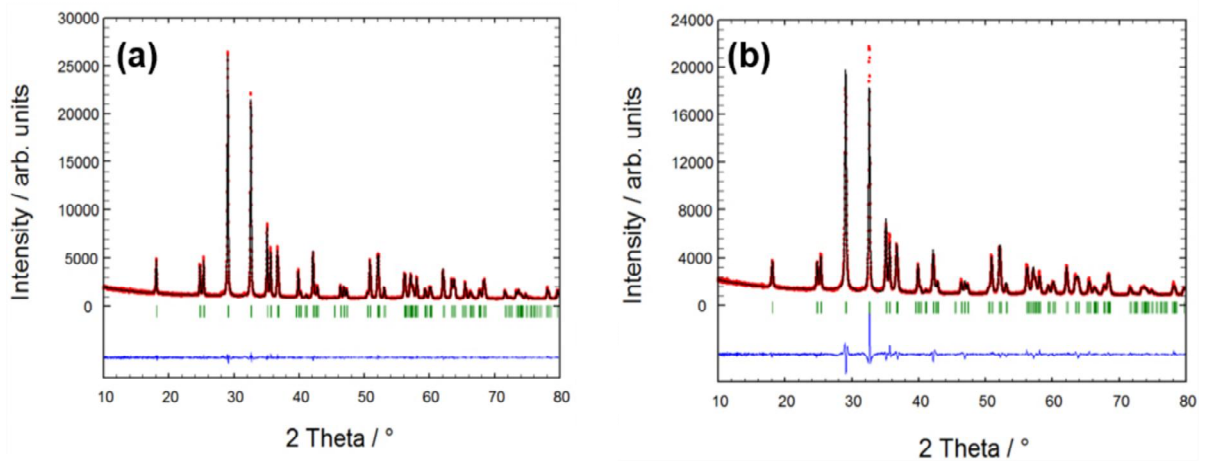 (a)
Intensity / arb. units
30000
25000
20000
15000
10000
5000
0
10 20 30 40 50 60 70 80
2 Theta / °
(b)
Intensity / arb. units
24000
20000
16000
12000
8000
4000
0
10 20 30 40 50 60 70 80
2 Theta / °